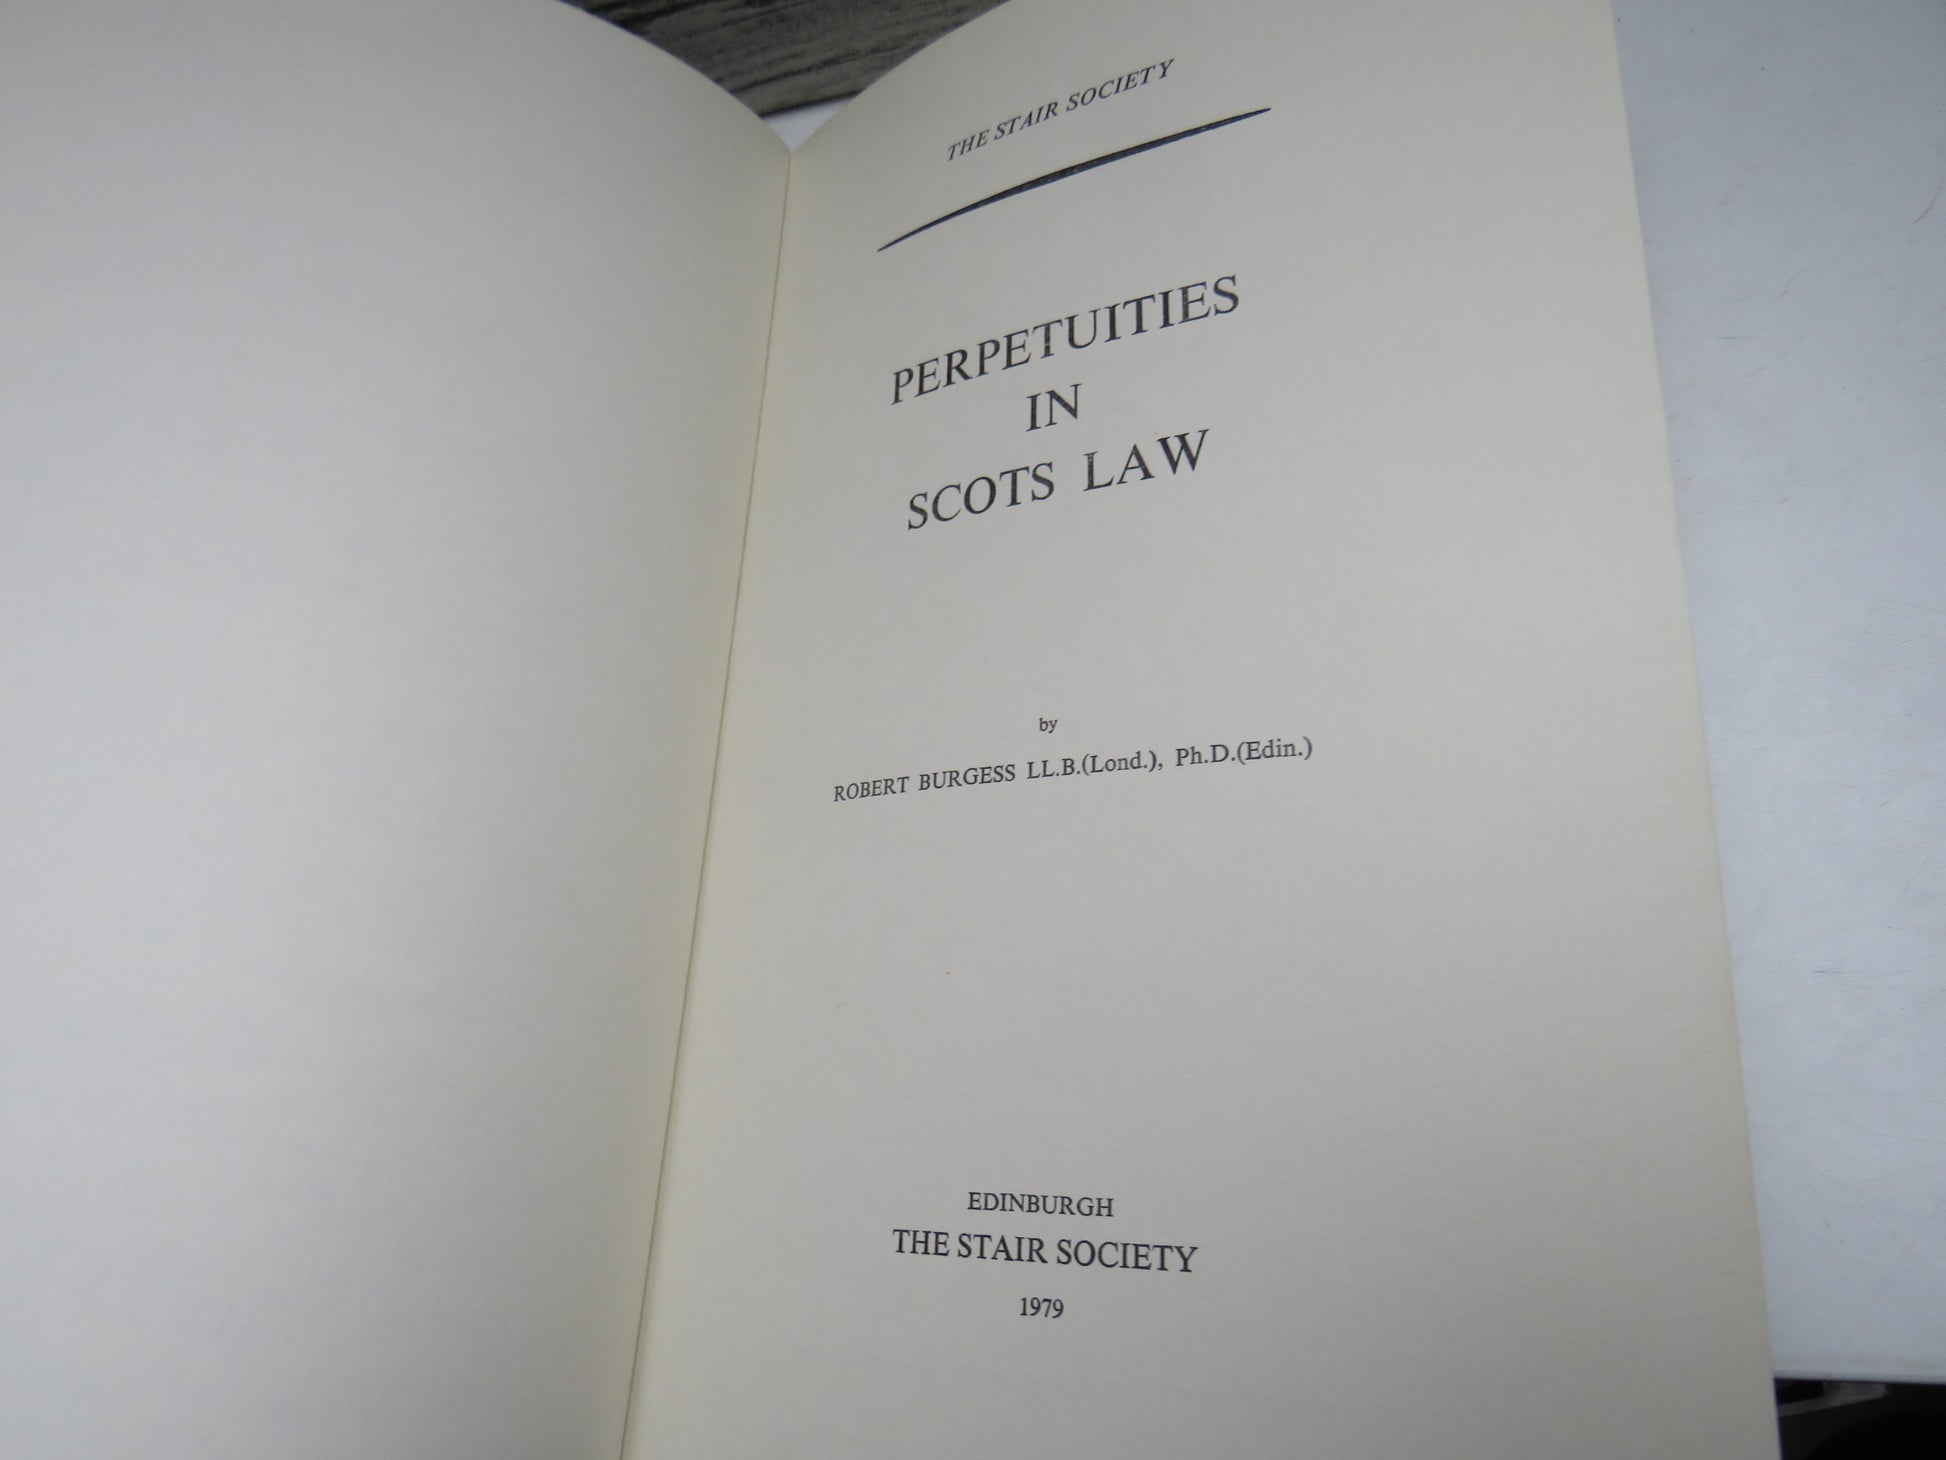 THE STAIR SOCIETY
PERPETUITIES
IN
SCOTS LAW
by
ROBERT BURGESS LL.B.(Lond.), Ph.D.(Edin.)
EDINBURGH
THE STAIR SOCIETY
1979